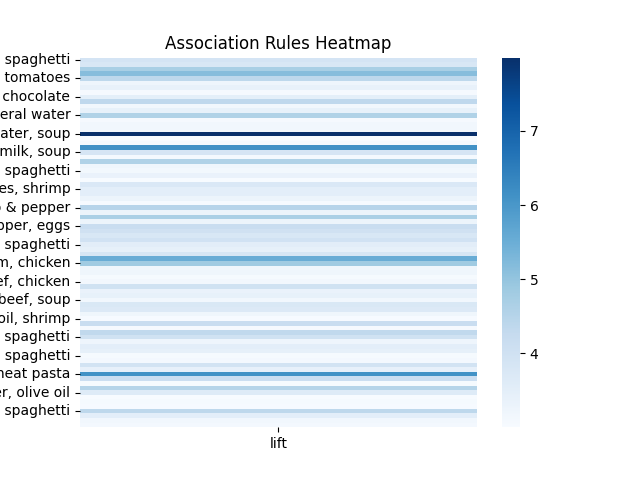 Association Rules Heatmap
spaghetti
tomatoes
chocolate
eral water
ater, soup
milk, soup
spaghetti
es, shrimp
& pepper
pper, eggs
spaghetti
m, chicken
ef, chicken
beef, soup
oil, shrimp
spaghetti
spaghetti
heat pasta
er, olive oil
spaghetti
lift
7
6
5
4